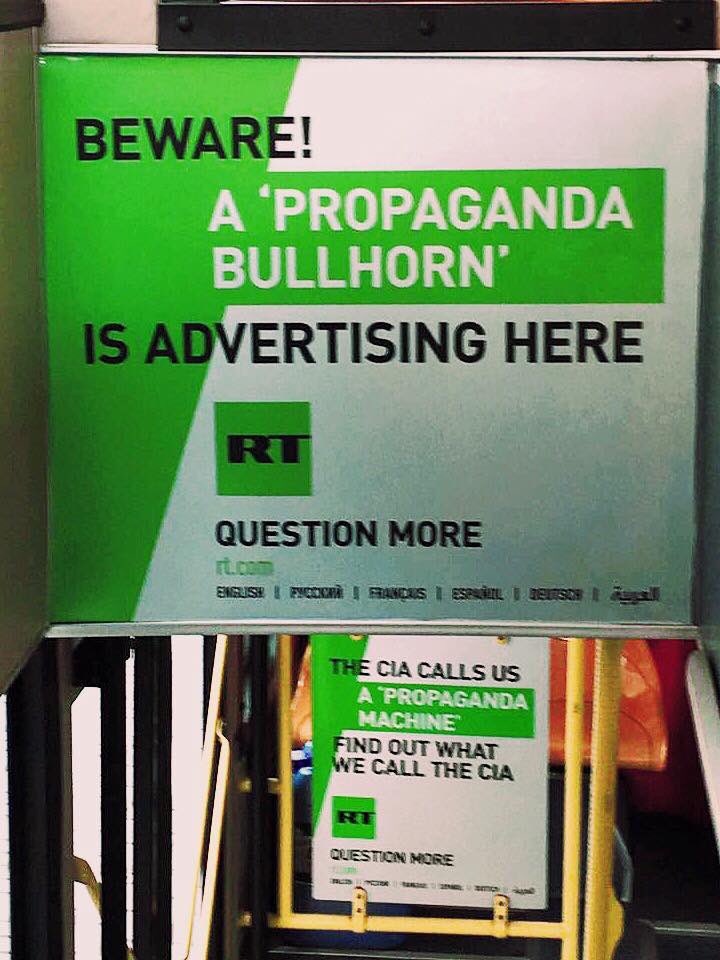 BEWARE!
A ‘PROPAGANDA
BULLHORN’
IS ADVERTISING HERE
RT
QUESTION MORE
rt.com
ENGLISH | РУССКИЙ | FRANÇAIS | ESPAÑOL | DEUTSCH | العربية
THE CIA CALLS US
A ‘PROPAGANDA
MACHINE’
FIND OUT WHAT
WE CALL THE CIA
RT
QUESTION MORE